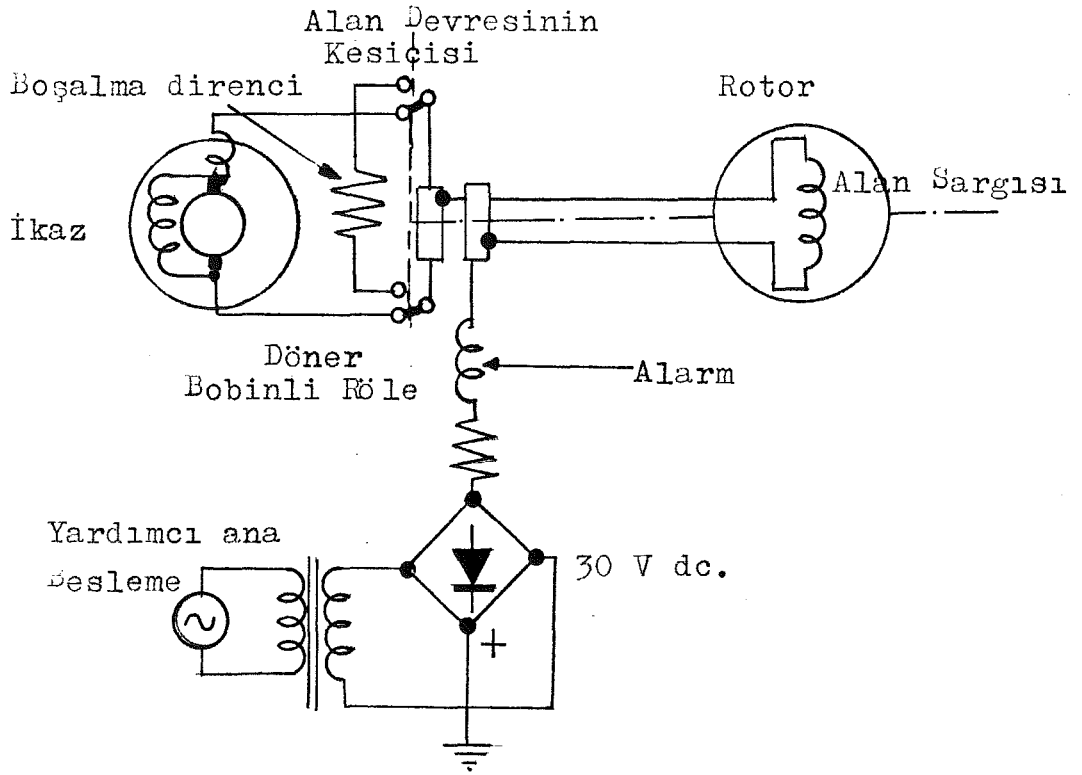 Alan Devresinin
Kesicisi
Boşalma direnci
Rotor
Alan Sargısı
İkaz
Döner
Bobinli Röle
Alarm
Yardımcı ana
Besleme
30 V dc.
+